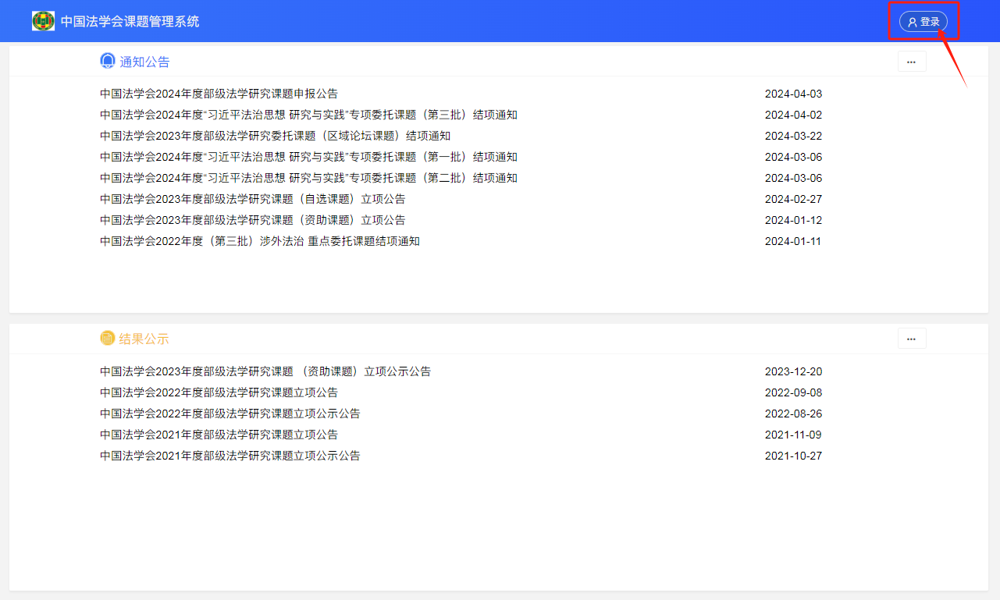 中国法学会课题管理系统
登录
通知公告
中国法学会2024年度部级法学研究课题申报公告 2024-04-03
中国法学会2024年度“习近平法治思想 研究与实践”专项委托课题（第三批）结项通知 2024-04-02
中国法学会2023年度部级法学研究委托课题（区域论坛课题）结项通知 2024-03-22
中国法学会2024年度“习近平法治思想 研究与实践”专项委托课题（第一批）结项通知 2024-03-06
中国法学会2024年度“习近平法治思想 研究与实践”专项委托课题（第二批）结项通知 2024-03-06
中国法学会2023年度部级法学研究课题（自选课题）立项公告 2024-02-27
中国法学会2023年度部级法学研究课题（资助课题）立项公告 2024-01-12
中国法学会2022年度（第三批）涉外法治 重点委托课题结项通知 2024-01-11
结果公示
中国法学会2023年度部级法学研究课题 （资助课题）立项公示公告 2023-12-20
中国法学会2022年度部级法学研究课题立项公告 2022-09-08
中国法学会2022年度部级法学研究课题立项公示公告 2022-08-26
中国法学会2021年度部级法学研究课题立项公告 2021-11-09
中国法学会2021年度部级法学研究课题立项公示公告 2021-10-27